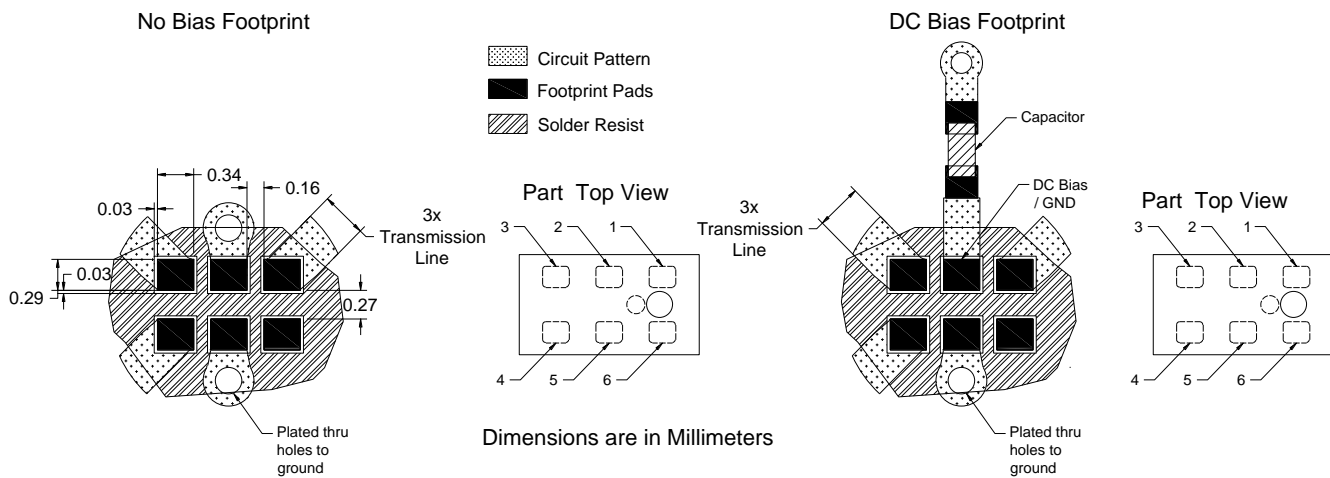 No Bias Footprint
DC Bias Footprint
Circuit Pattern
Footprint Pads
Solder Resist
0.34
0.16
0.03
0.03
0.29
0.27
3x
Transmission
Line
Plated thru
holes to
ground
Part Top View
3
2
1
4
5
6
Dimensions are in Millimeters
Capacitor
DC Bias
/ GND
3x
Transmission
Line
Plated thru
holes to
ground
Part Top View
3
2
1
4
5
6